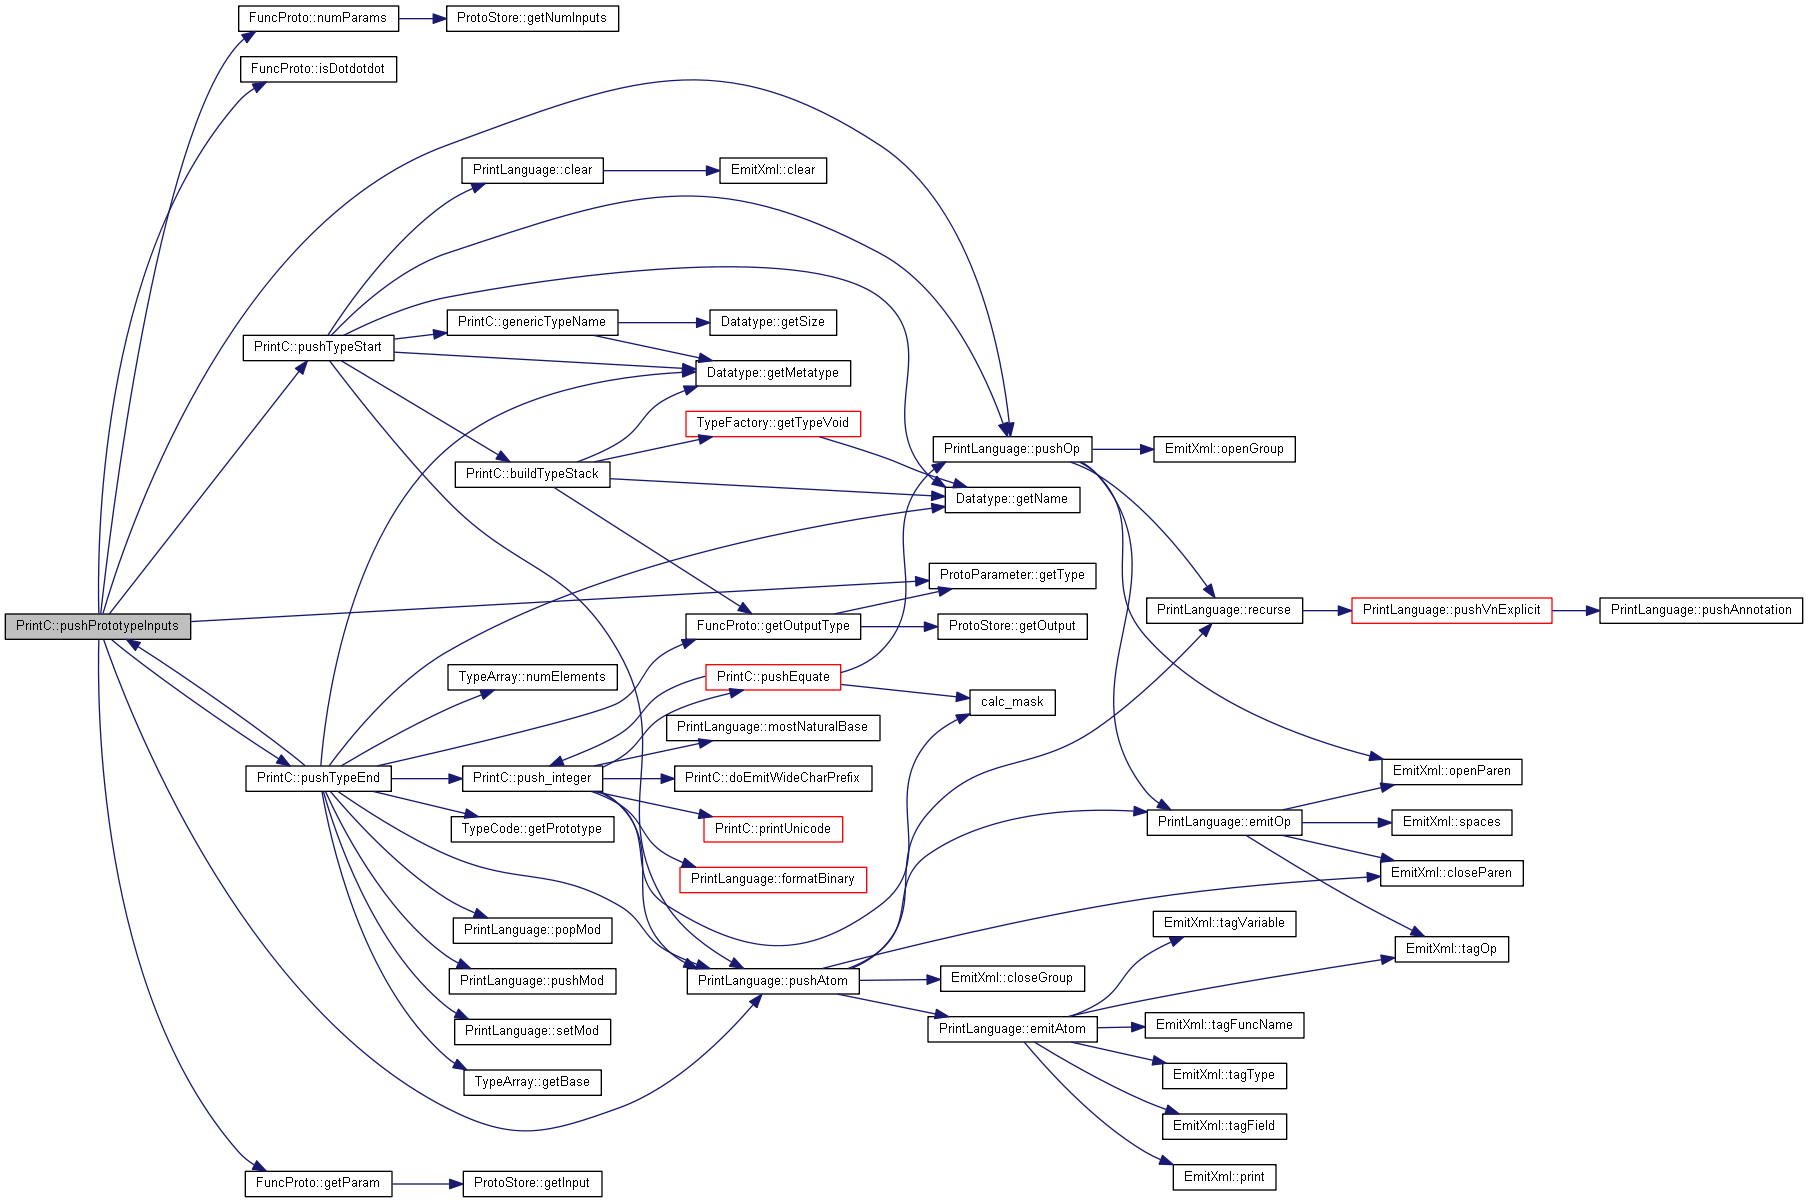 FuncProto::numParams
ProtoStore::getNumInputs
FuncProto::isDotdotdot
PrintLanguage::clear
EmitXml::clear
PrintC::genericTypeName
Datatype::getSize
PrintC::pushTypeStart
Datatype::getMetatype
TypeFactory::getTypeVoid
PrintLanguage::pushOp
EmitXml::openGroup
PrintC::buildTypeStack
Datatype::getName
ProtoParameter::getType
PrintLanguage::recurse
PrintLanguage::pushVnExplicit
PrintLanguage::pushAnnotation
PrintC::pushPrototypeInputs
FuncProto::getOutputType
ProtoStore::getOutput
TypeArray::numElements
PrintC::pushEquate
calc_mask
PrintLanguage::mostNaturalBase
EmitXml::openParen
PrintC::pushTypeEnd
PrintC::push_integer
PrintC::doEmitWideCharPrefix
TypeCode::getPrototype
PrintC::printUnicode
PrintLanguage::emitOp
EmitXml::spaces
PrintLanguage::formatBinary
EmitXml::closeParen
PrintLanguage::popMod
EmitXml::tagVariable
EmitXml::tagOp
PrintLanguage::pushMod
PrintLanguage::pushAtom
EmitXml::closeGroup
PrintLanguage::setMod
PrintLanguage::emitAtom
EmitXml::tagFuncName
TypeArray::getBase
EmitXml::tagType
EmitXml::tagField
FuncProto::getParam
ProtoStore::getInput
EmitXml::print